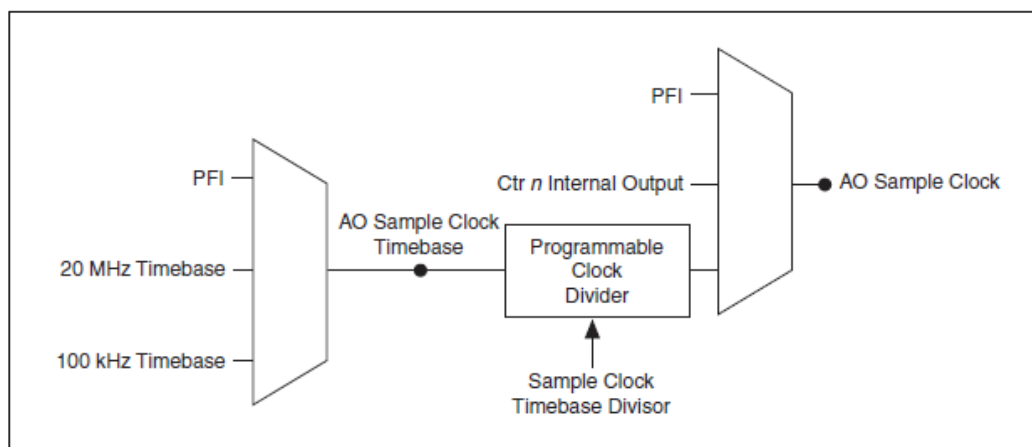 PFI
Ctr n Internal Output
AO Sample Clock
PFI
20 MHz Timebase
100 kHz Timebase
AO Sample Clock
Timebase
Programmable
Clock
Divider
Sample Clock
Timebase Divisor